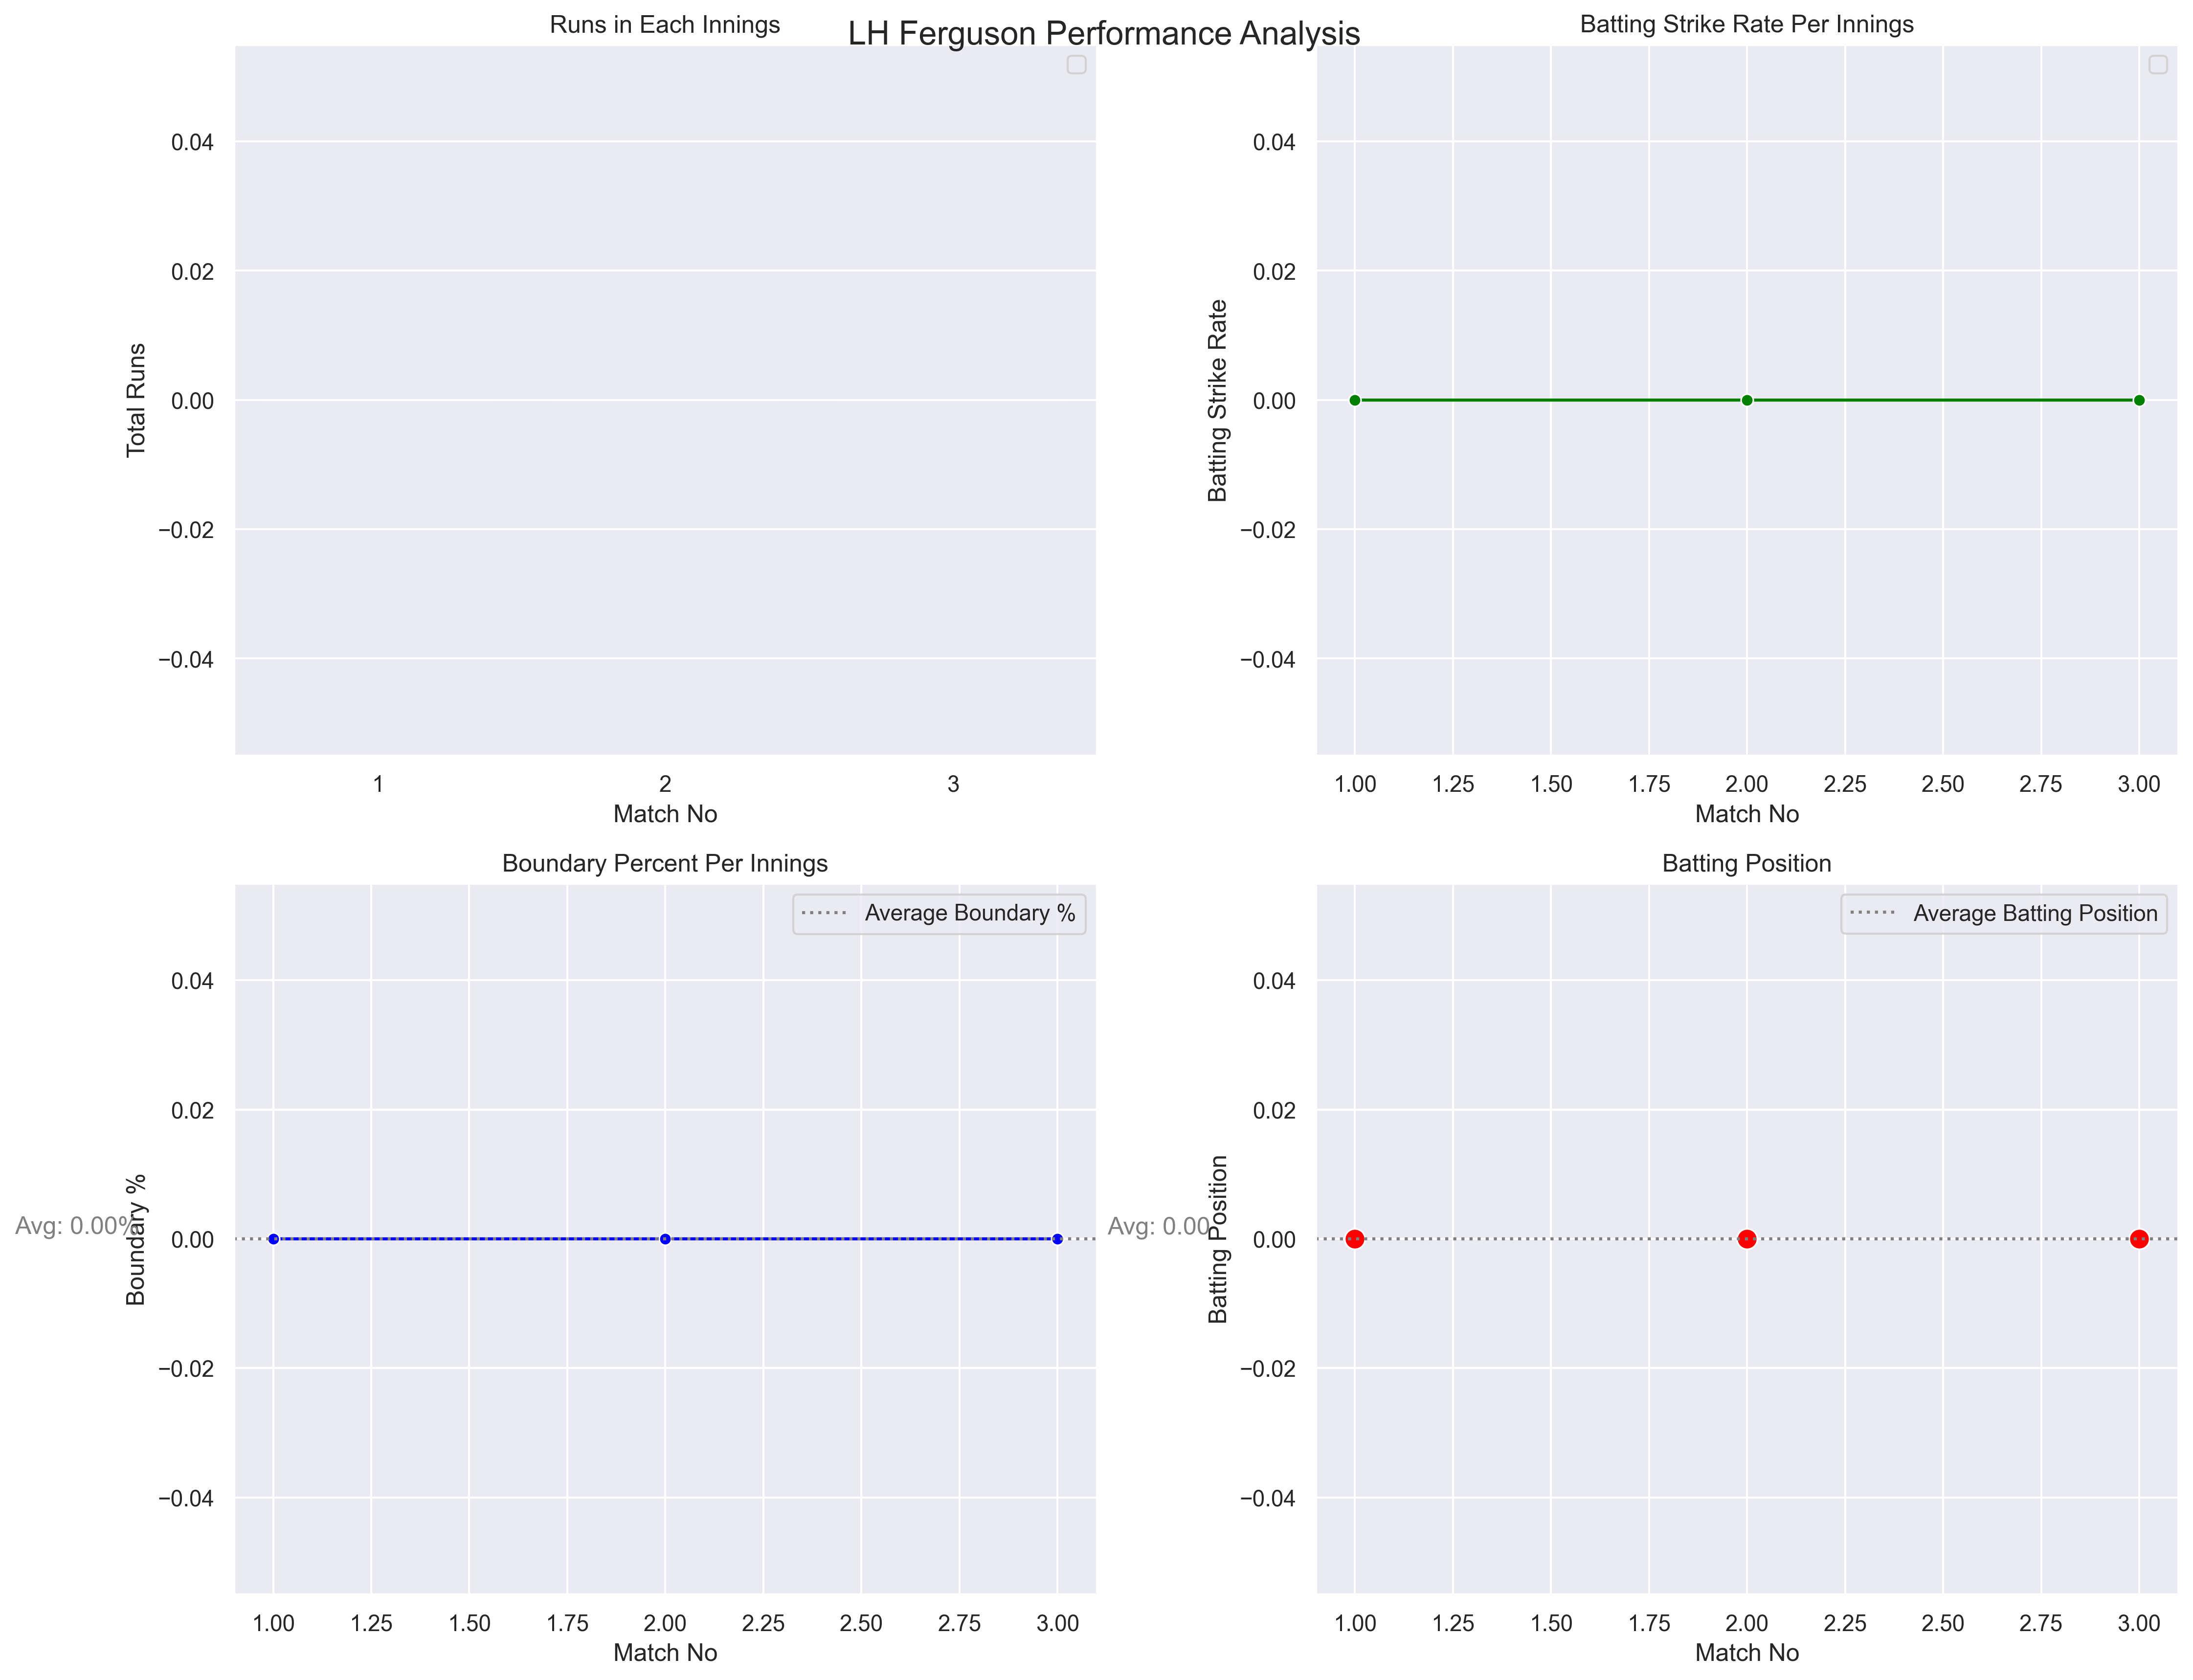 LH Ferguson Performance Analysis
Runs in Each Innings
Total Runs
0.04
0.02
0.00
−0.02
−0.04
1 2 3
Match No
Batting Strike Rate Per Innings
Batting Strike Rate
0.04
0.02
0.00
−0.02
−0.04
1.00 1.25 1.50 1.75 2.00 2.25 2.50 2.75 3.00
Match No
Boundary Percent Per Innings
Average Boundary %
Boundary %
Avg: 0.00%
0.04
0.02
0.00
−0.02
−0.04
1.00 1.25 1.50 1.75 2.00 2.25 2.50 2.75 3.00
Match No
Batting Position
Average Batting Position
Batting Position
Avg: 0.00
0.04
0.02
0.00
−0.02
−0.04
1.00 1.25 1.50 1.75 2.00 2.25 2.50 2.75 3.00
Match No